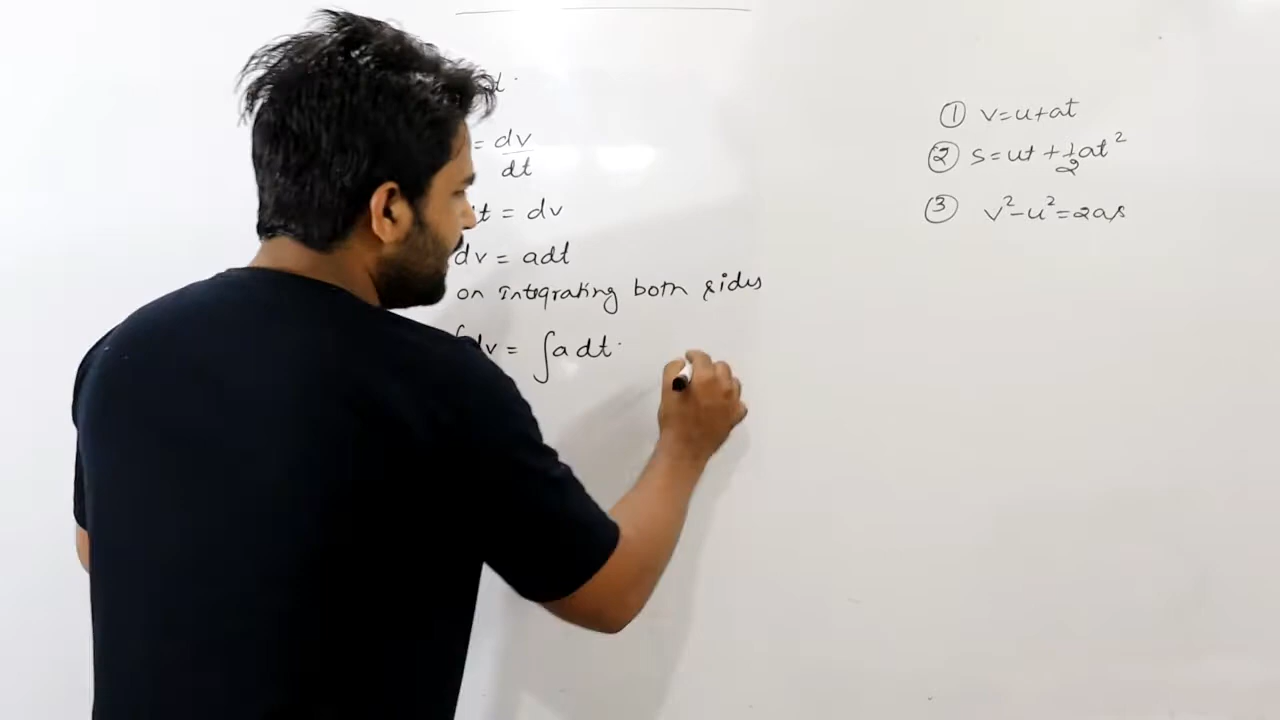 = dv/dt
t = dv
dv = adt
on Integrating both sides
∫dv = ∫a dt
① v=u+at
② s=ut+½at²
③ v²-u²=2as